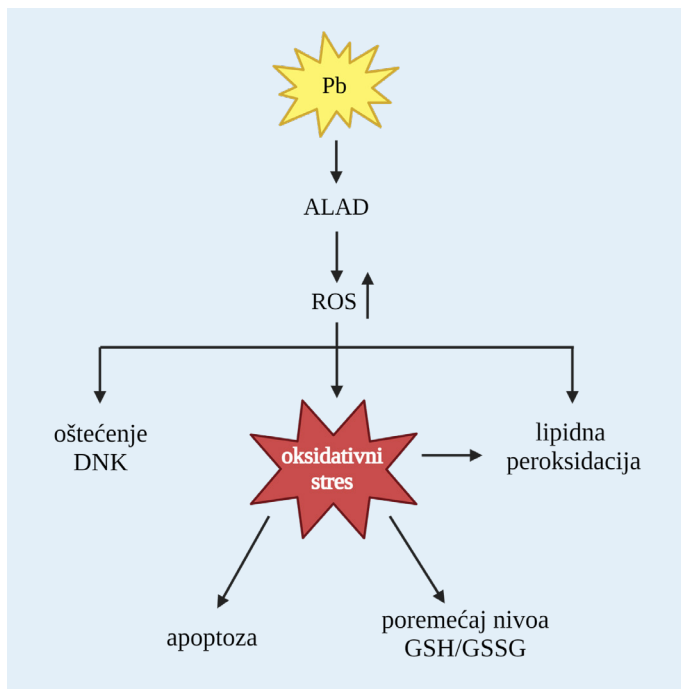 Pb
ALAD
ROS
oštećenje
DNK
oksidativni
stres
lipidna
peroksidacija
apoptoza
poremećaj nivoa
GSH/GSSG